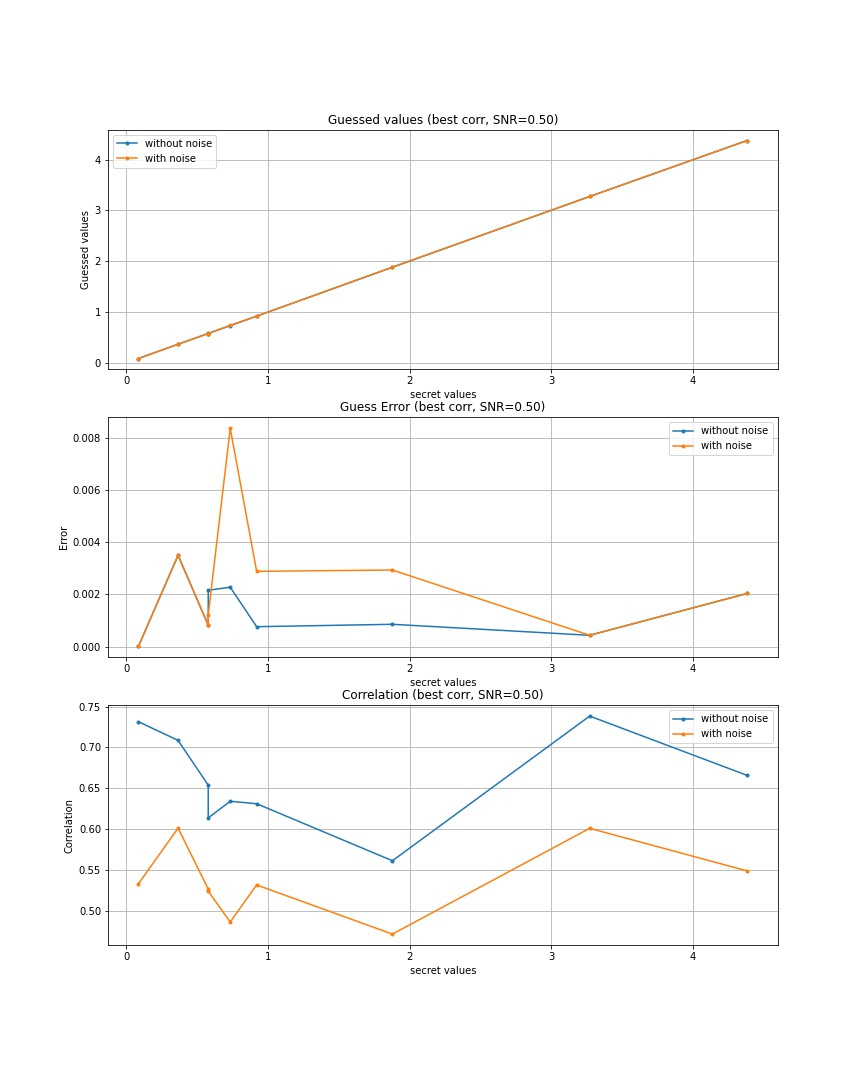 Guessed values (best corr, SNR=0.50)
without noise
with noise
4
3
2
1
0
Guessed values
0 1 2 3 4
secret values
Guess Error (best corr, SNR=0.50)
without noise
with noise
0.008
0.006
0.004
0.002
0.000
Error
0 1 2 3 4
secret values
Correlation (best corr, SNR=0.50)
without noise
with noise
0.75
0.70
0.65
0.60
0.55
0.50
Correlation
0 1 2 3 4
secret values